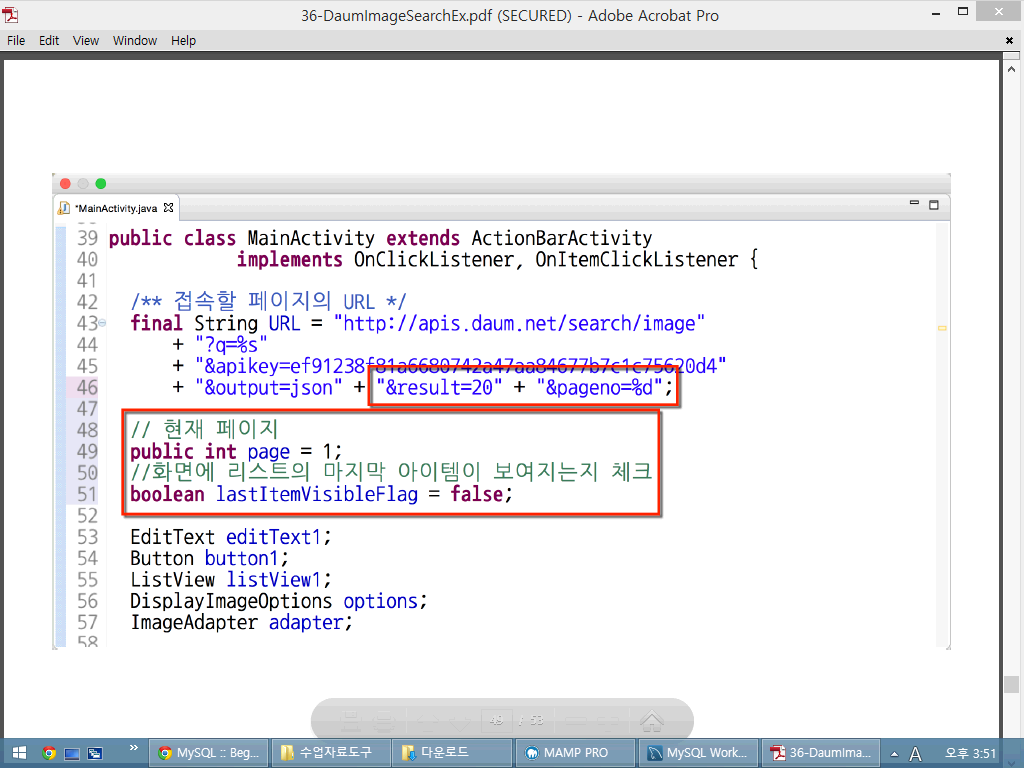 36-DaumImageSearchEx.pdf (SECURED) - Adobe Acrobat Pro
File Edit View Window Help
*MainActivity.java
39 public class MainActivity extends ActionBarActivity
40 implements OnClickListener, OnItemClickListener {
41
42 /** 접속할 페이지의 URL */
43 final String URL = "http://apis.daum.net/search/image"
44 + "?q=%s"
45 + "&apikey=ef91238f81a6680742a47aa84677b7c1c75620d4"
46 + "&output=json" + "&result=20" + "&pageno=%d";
47
48 // 현재 페이지
49 public int page = 1;
50 //화면에 리스트의 마지막 아이템이 보여지는지 체크
51 boolean lastItemVisibleFlag = false;
52
53 EditText editText1;
54 Button button1;
55 ListView listView1;
56 DisplayImageOptions options;
57 ImageAdapter adapter;
58
49 / 53
MySQL :: Beg... 수업자료도구 다운로드 MAMP PRO MySQL Work... 36-DaumIma... A 오후 3:51